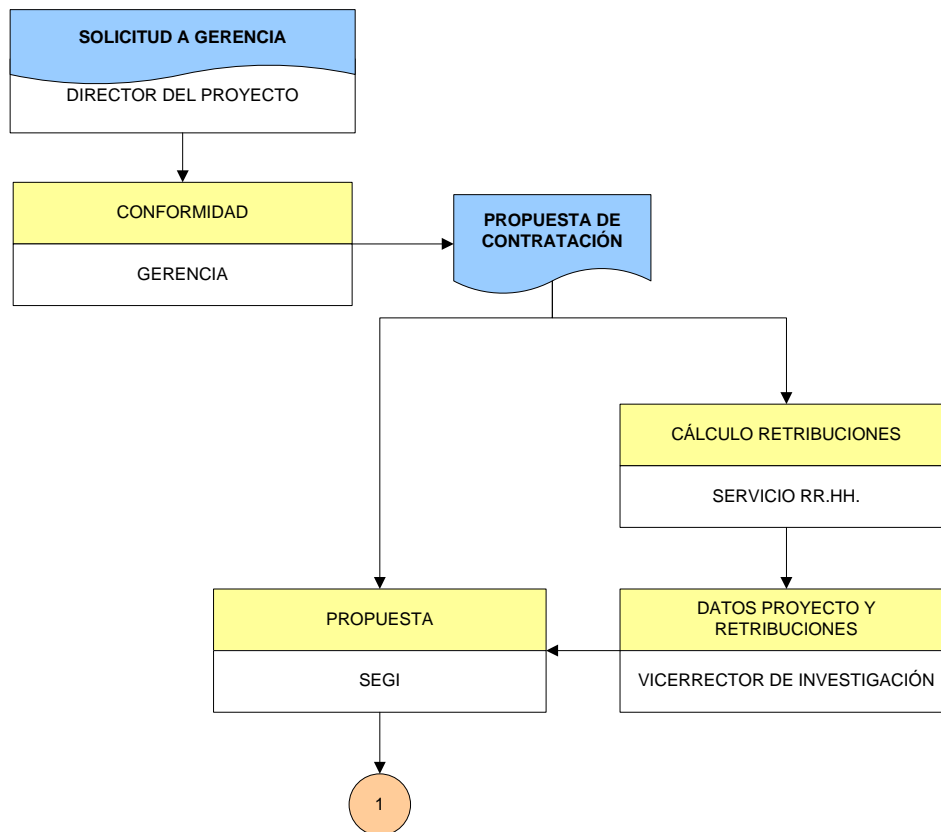 SOLICITUD A GERENCIA
DIRECTOR DEL PROYECTO
CONFORMIDAD
GERENCIA
PROPUESTA DE
CONTRATACIÓN
CÁLCULO RETRIBUCIONES
SERVICIO RR.HH.
PROPUESTA
SEGI
DATOS PROYECTO Y
RETRIBUCIONES
VICERRECTOR DE INVESTIGACIÓN
1